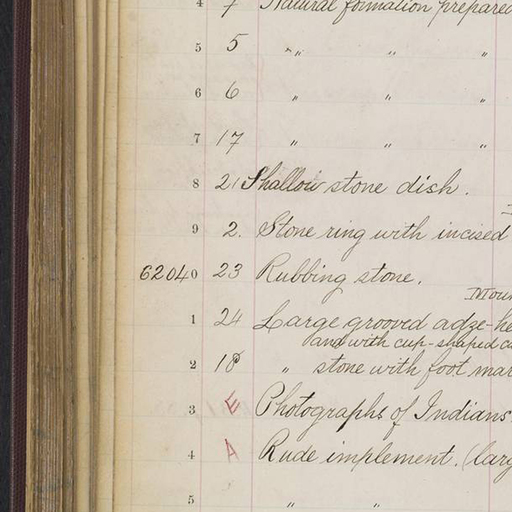 4 7 Natural formation prepared
5 5 " " "
6 6 " " "
7 17 " " "
8 21 Shallow stone dish.
9 2. Stone ring with incised
62040 23 Rubbing stone.
1 24 Large grooved adze-he
and with cup-shaped c
2 18 " stone with foot mar
3 E Photographs of Indians.
4 A Rude implement. (larg
5 " "